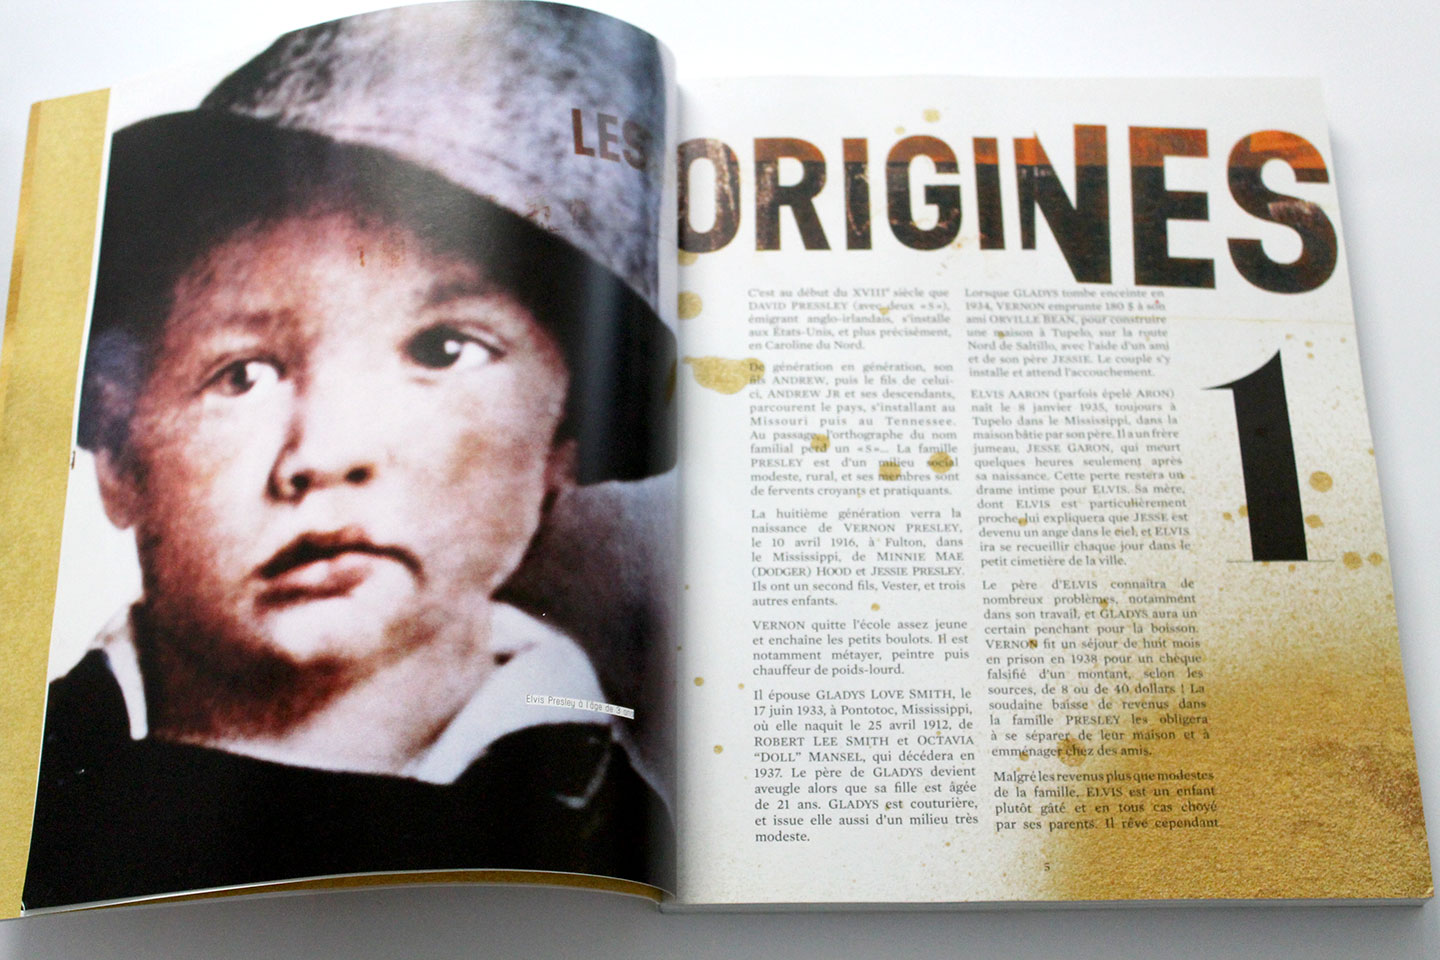 LES
ORIGINES
1
C'est au début du XVIIIe siècle que
DAVID PRESSLEY (avec deux « S »),
émigrant anglo-irlandais, s'installe
aux États-Unis, et plus précisément,
en Caroline du Nord.
De génération en génération, son
fils ANDREW, puis le fils de celui-
ci, ANDREW JR et ses descendants,
parcourent le pays, s'installant au
Missouri puis au Tennessee.
Au passage, l'orthographe du nom
familial perd un « S »... La famille
PRESLEY est d'un milieu social
modeste, rural, et ses membres sont
de fervents croyants et pratiquants.
La huitième génération verra la
naissance de VERNON PRESLEY,
le 10 avril 1916, à Fulton, dans
le Mississippi, de MINNIE MAE
(DODGER) HOOD et JESSIE PRESLEY.
Ils ont un second fils, Vester, et trois
autres enfants.
VERNON quitte l'école assez jeune
et enchaîne les petits boulots. Il est
notamment métayer, peintre puis
chauffeur de poids-lourd.
Il épouse GLADYS LOVE SMITH, le
17 juin 1933, à Pontotoc, Mississippi,
où elle naquit le 25 avril 1912, de
ROBERT LEE SMITH et OCTAVIA
“DOLL” MANSEL, qui décédera en
1937. Le père de GLADYS devient
aveugle alors que sa fille est âgée
de 21 ans. GLADYS est couturière,
et issue elle aussi d'un milieu très
modeste.
Lorsque GLADYS tombe enceinte en
1934, VERNON emprunte 180 $ à son
ami ORVILLE BEAN, pour construire
une maison à Tupelo, sur la route
Nord de Saltillo, avec l'aide d'un ami
et de son père JESSIE. Le couple s'y
installe et attend l'accouchement.
ELVIS AARON (parfois épelé ARON)
naît le 8 janvier 1935, toujours à
Tupelo dans le Mississippi, dans la
maison bâtie par son père. Il a un frère
jumeau, JESSE GARON, qui meurt
quelques heures seulement après
sa naissance. Cette perte restera un
drame intime pour ELVIS. Sa mère,
dont ELVIS est particulièrement
proche, lui expliquera que JESSE est
devenu un ange dans le ciel, et ELVIS
ira se recueillir chaque jour dans le
petit cimetière de la ville.
Le père d'ELVIS connaîtra de
nombreux problèmes, notamment
dans son travail, et GLADYS aura un
certain penchant pour la boisson.
VERNON fit un séjour de huit mois
en prison en 1938 pour un chèque
falsifié d'un montant, selon les
sources, de 8 ou de 40 dollars ! La
soudaine baisse de revenus dans
la famille PRESLEY les obligera
à se séparer de leur maison et à
emménager chez des amis.
Malgré les revenus plus que modestes
de la famille, ELVIS est un enfant
plutôt gâté et en tous cas choyé
par ses parents. Il rêve cependant
Elvis Presley à l'âge de 3 ans
5